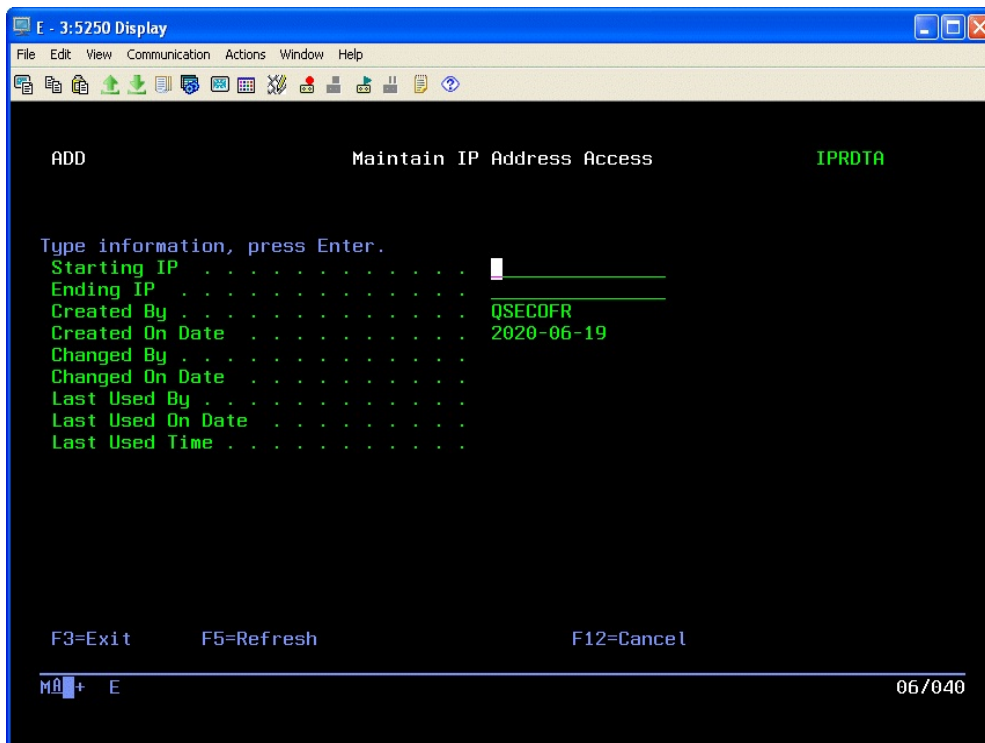 E - 3:5250 Display
File Edit View Communication Actions Window Help
ADD Maintain IP Address Access IPRDTA
Type information, press Enter.
Starting IP . . . . . . . . . . . .
Ending IP . . . . . . . . . . . . .
Created By . . . . . . . . . . . . . QSECOFR
Created On Date . . . . . . . . . . 2020-06-19
Changed By . . . . . . . . . . . . .
Changed On Date . . . . . . . . . .
Last Used By . . . . . . . . . . . .
Last Used On Date . . . . . . . . .
Last Used Time . . . . . . . . . . .
F3=Exit F5=Refresh F12=Cancel
MA + E 06/040